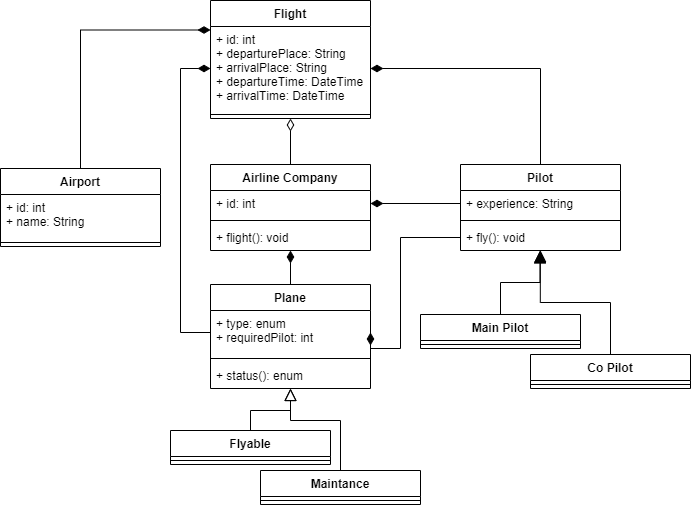 Flight
+ id: int
+ departurePlace: String
+ arrivalPlace: String
+ departureTime: DateTime
+ arrivalTime: DateTime
Airport
+ id: int
+ name: String
Airline Company
+ id: int
+ flight(): void
Pilot
+ experience: String
+ fly(): void
Plane
+ type: enum
+ requiredPilot: int
+ status(): enum
Main Pilot
Co Pilot
Flyable
Maintance